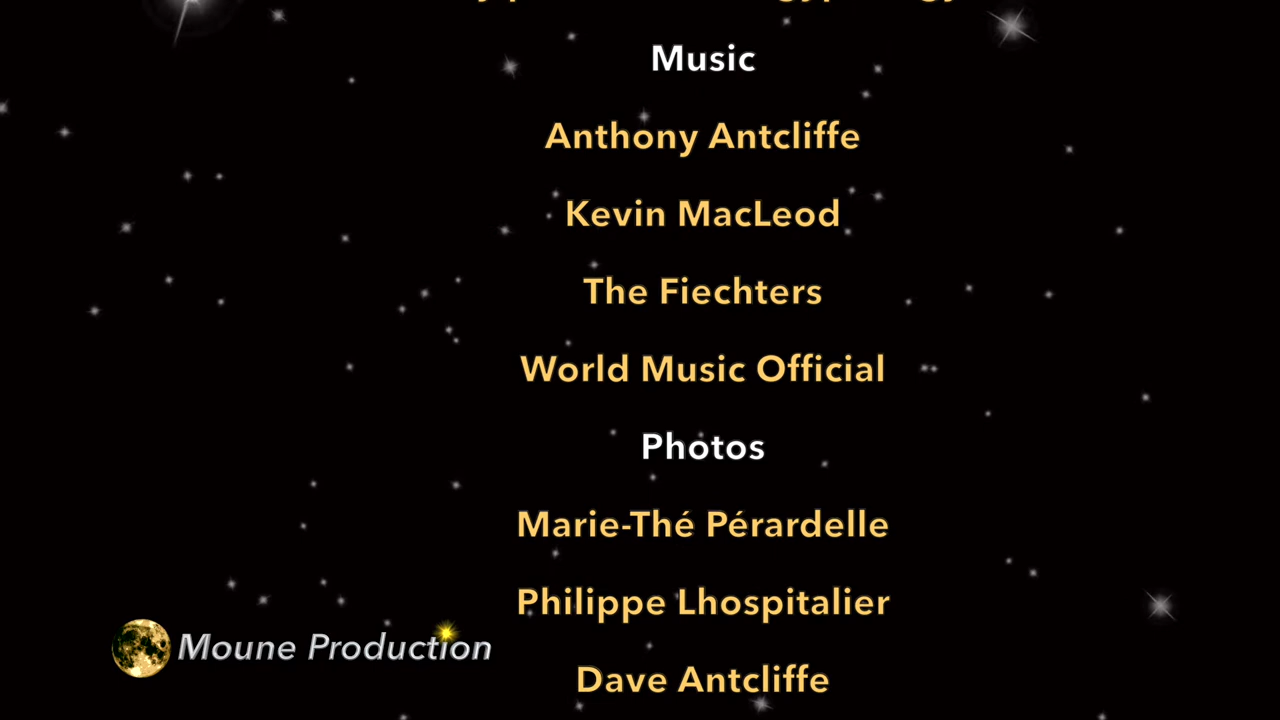 Music
Anthony Antcliffe
Kevin MacLeod
The Fiechters
World Music Official
Photos
Marie-Thé Pérardelle
Philippe Lhospitalier
Moune Production
Dave Antcliffe